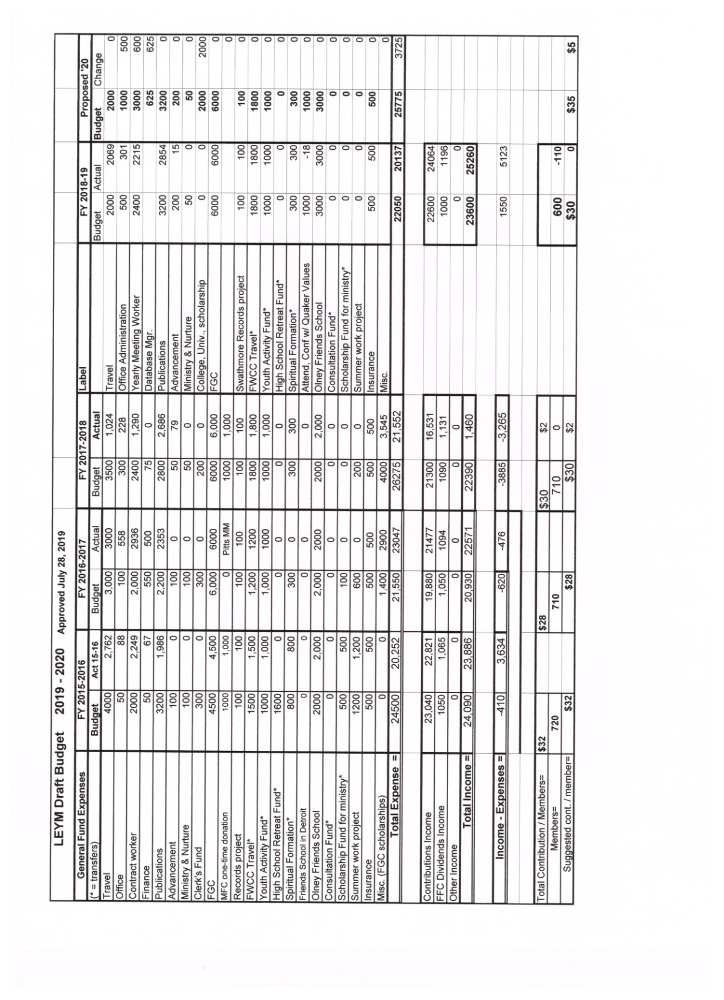 LEYM Draft Budget 2019 - 2020 Approved July 28, 2019
General Fund Expenses FY 2015-2016 FY 2016-2017 FY 2017-2018 Label FY 2018-19 Proposed '20
(* = transfers) Budget Act 15-16 Budget Actual Budget Actual Budget Actual Budget Change
Travel 4000 2,762 3,000 3000 3500 1,024 Travel 2000 2069 2000 0
Office 50 88 100 558 300 228 Office Administration 500 301 1000 500
Contract worker 2000 2,249 2,000 2936 2400 1,290 Yearly Meeting Worker 2400 2215 3000 600
Finance 50 67 550 500 75 0 Database Mgr. 625 625
Publications 3200 1,986 2,200 2353 2800 2,686 Publications 3200 2854 3200 0
Advancement 100 0 100 0 50 79 Advancement 200 15 200 0
Ministry & Nurture 100 0 100 0 50 0 Ministry & Nurture 50 0 50 0
Clerk's Fund 300 0 300 0 200 0 College, Univ., scholarship 0 0 2000 2000
FGC 4500 4,500 6,000 6000 6000 6,000 FGC 6000 6000 6000 0
MFC one-time donation 1000 1,000 0 Pitts MM 1000 1,000 0
Records project 100 100 100 100 100 100 Swathmore Records project 100 100 100 0
FWCC Travel* 1500 1,500 1,200 1200 1800 1,800 FWCC Travel* 1800 1800 1800 0
Youth Activity Fund* 1000 1,000 1,000 1000 1000 1,000 Youth Activity Fund* 1000 1000 1000 0
High School Retreat Fund* 1600 0 0 0 0 0 High School Retreat Fund* 0 0 0 0
Spiritual Formation* 800 800 300 0 300 300 Spiritual Formation* 300 300 300 0
Friends School in Detroit 0 0 0 0 Attend, Conf w/ Quaker Values 1000 -18 1000 0
Olney Friends School 2000 2,000 2,000 2000 2000 2,000 Olney Friends School 3000 3000 3000 0
Consultation Fund* 0 0 0 0 0 0 Consultation Fund* 0 0 0 0
Scholarship Fund for ministry* 500 500 100 0 0 0 Scholarship Fund for ministry* 0 0 0 0
Summer work project 1200 1,200 600 0 200 0 Summer work project 0 0 0 0
Insurance 500 500 500 500 500 500 Insurance 500 500 500 0
Misc. (FGC scholarships) 0 0 1,400 2900 4000 3,545 Misc. 0
Total Expense = 24500 20,252 21,550 23047 26275 21,552 22050 20137 25775 3725
Contributions Income 23,040 22,821 19,880 21477 21300 16,531 22600 24064
FFC Dividends Income 1050 1,065 1,050 1094 1090 1,131 1000 1196
Other Income 0 0 0 0 0 0 0 0
Total Income = 24,090 23,886 20,930 22571 22390 1,460 23600 25260
Income - Expenses = -410 3,634 -620 -476 -3885 -3,265 1550 5123
Total Contribution / Members= $32 $28 $30 $2
Members= 720 710 710 0 600 -110
Suggested cont. / member= $32 $28 $30 $2 $30 0 $35 $5